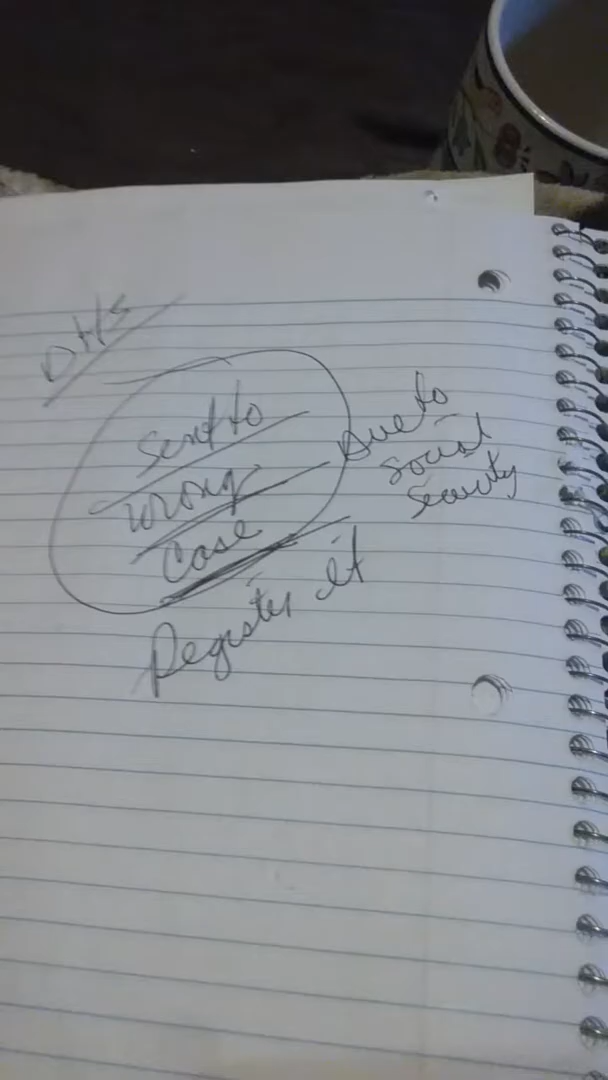 DHS
Sent to
wrong
Case
Due to
Social
Security
Register it